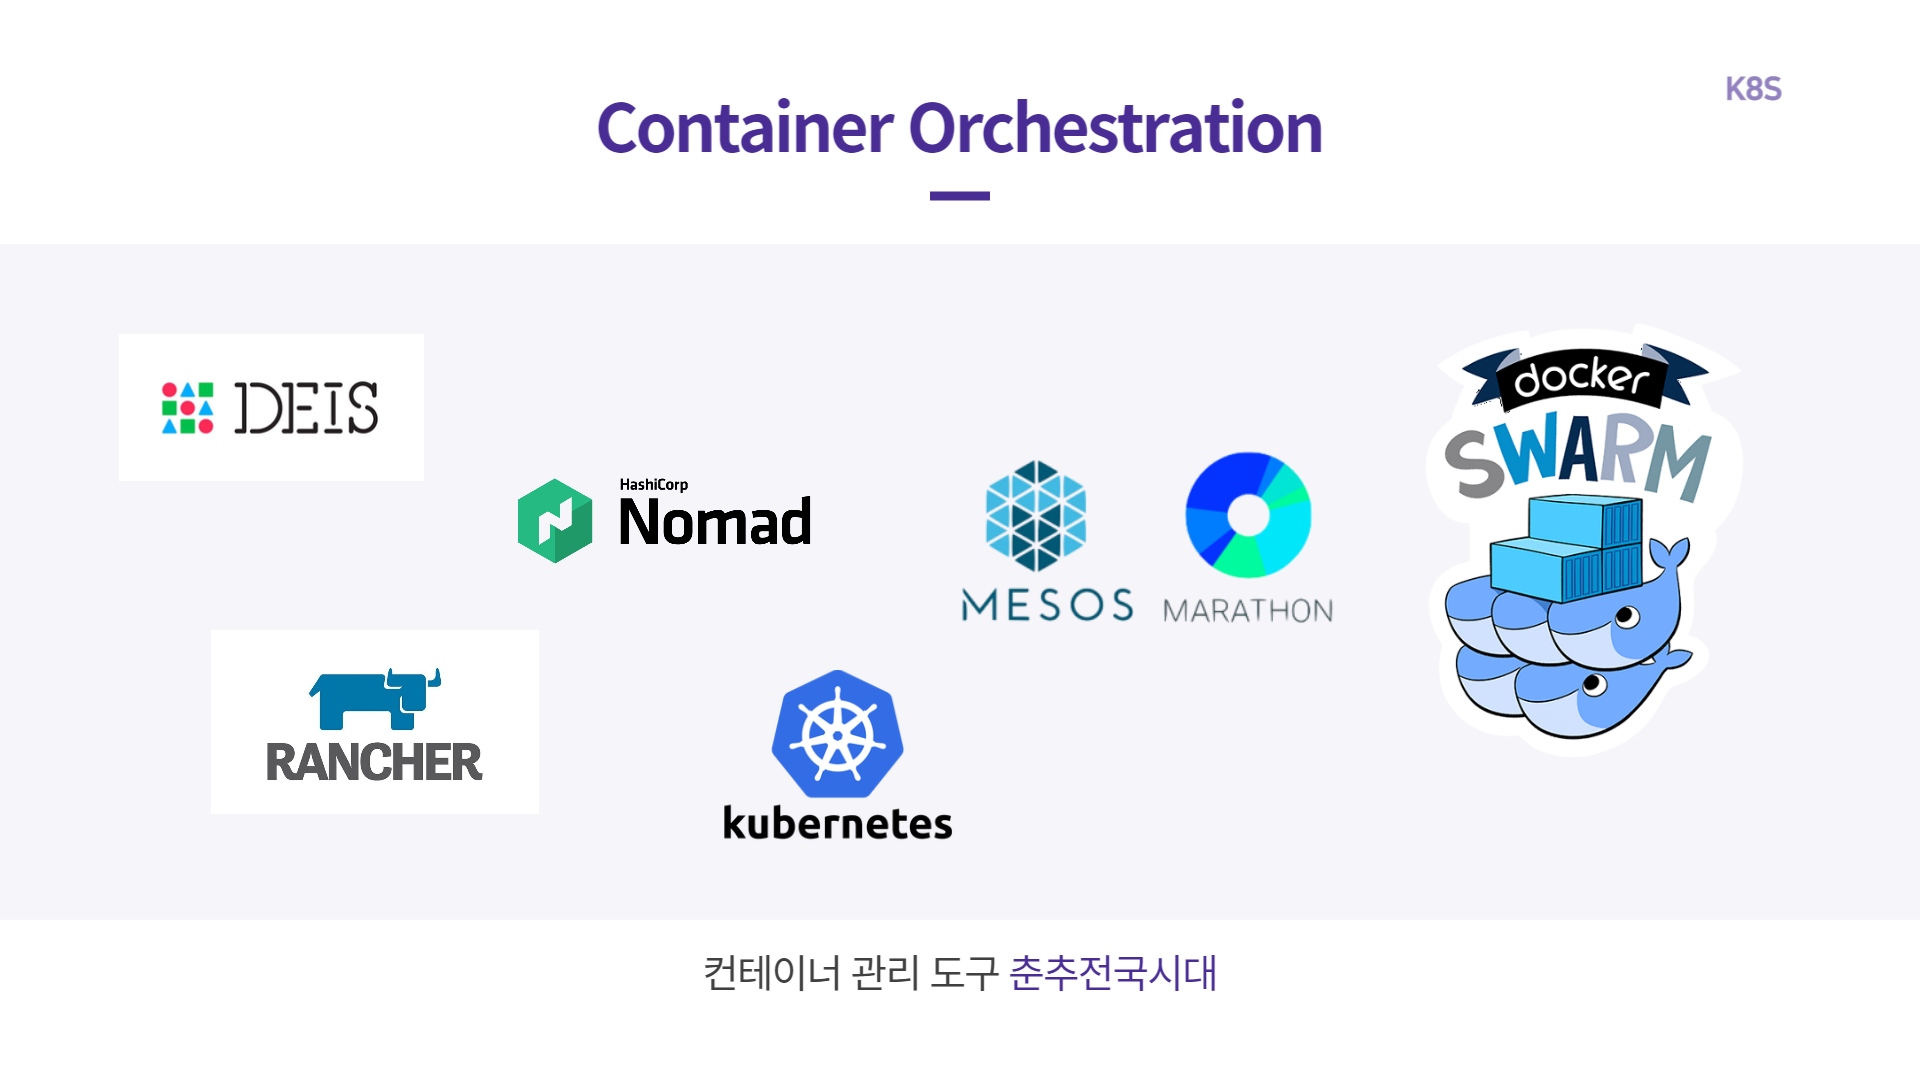 K8S
Container Orchestration
DEIS
HashiCorp
Nomad
MESOS
MARATHON
docker
SWARM
RANCHER
kubernetes
컨테이너 관리 도구 춘추전국시대